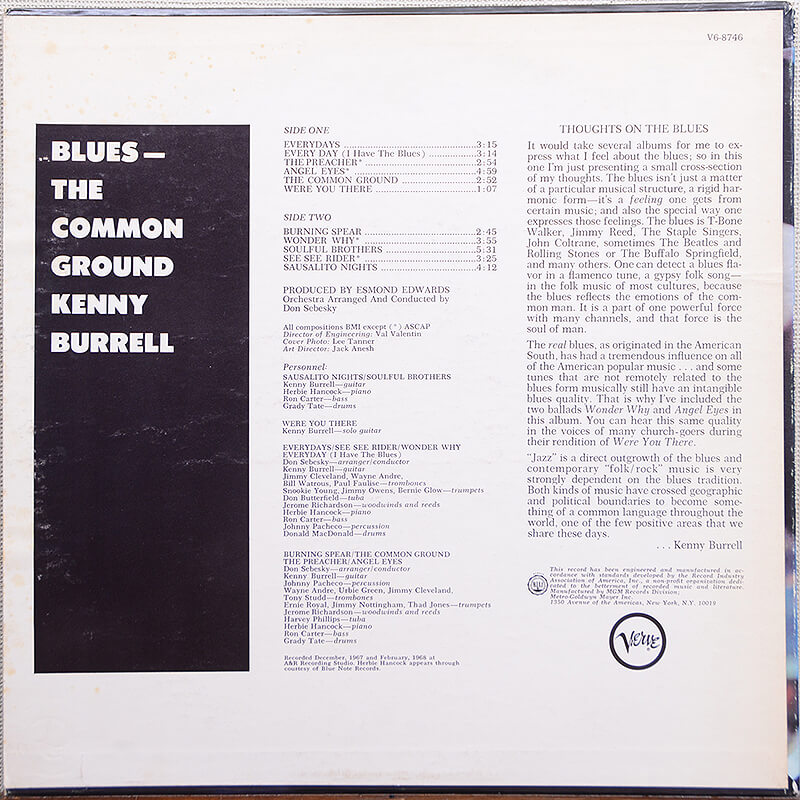 V6-8746
BLUES—
THE
COMMON
GROUND
KENNY
BURRELL
SIDE ONE
EVERYDAYS ........ 3:15
EVERY DAY (I Have The Blues) ........ 3:14
THE PREACHER* ........ 2:54
ANGEL EYES* ........ 4:59
THE COMMON GROUND ........ 2:52
WERE YOU THERE ........ 1:07
SIDE TWO
BURNING SPEAR ........ 2:45
WONDER WHY* ........ 3:55
SOULFUL BROTHERS ........ 5:31
SEE SEE RIDER* ........ 3:25
SAUSALITO NIGHTS ........ 4:12
PRODUCED BY ESMOND EDWARDS
Orchestra Arranged And Conducted by
Don Sebesky
All compositions BMI except (*) ASCAP
Director of Engineering: Val Valentin
Cover Photo: Lee Tanner
Art Director: Jack Anesh
Personnel:
SAUSALITO NIGHTS/SOULFUL BROTHERS
Kenny Burrell—guitar
Herbie Hancock—piano
Ron Carter—bass
Grady Tate—drums
WERE YOU THERE
Kenny Burrell—solo guitar
EVERYDAYS/SEE SEE RIDER/WONDER WHY
EVERYDAY (I Have The Blues)
Don Sebesky—arranger/conductor
Kenny Burrell—guitar
Jimmy Cleveland, Wayne Andre,
Bill Watrous, Paul Faulise—trombones
Snookie Young, Jimmy Owens, Bernie Glow—trumpets
Don Butterfield—tuba
Jerome Richardson—woodwinds and reeds
Herbie Hancock—piano
Ron Carter—bass
Johnny Pacheco—percussion
Donald MacDonald—drums
BURNING SPEAR/THE COMMON GROUND
THE PREACHER/ANGEL EYES
Don Sebesky—arranger/conductor
Kenny Burrell—guitar
Johnny Pacheco—percussion
Wayne Andre, Urbie Green, Jimmy Cleveland,
Tony Studd—trombones
Ernie Royal, Jimmy Nottingham, Thad Jones—trumpets
Jerome Richardson—woodwinds and reeds
Harvey Phillips—tuba
Herbie Hancock—piano
Ron Carter—bass
Grady Tate—drums
Recorded December, 1967 and February, 1968 at
A&R Recording Studio. Herbie Hancock appears through
courtesy of Blue Note Records.
THOUGHTS ON THE BLUES
It would take several albums for me to ex-
press what I feel about the blues; so in this
one I'm just presenting a small cross-section
of my thoughts. The blues isn't just a matter
of a particular musical structure, a rigid har-
monic form—it's a feeling one gets from
certain music; and also the special way one
expresses those feelings. The blues is T-Bone
Walker, Jimmy Reed, The Staple Singers,
John Coltrane, sometimes The Beatles and
Rolling Stones or The Buffalo Springfield,
and many others. One can detect a blues fla-
vor in a flamenco tune, a gypsy folk song—
in the folk music of most cultures, because
the blues reflects the emotions of the com-
mon man. It is a part of one powerful force
with many channels, and that force is the
soul of man.
The real blues, as originated in the American
South, has had a tremendous influence on all
of the American popular music . . . and some
tunes that are not remotely related to the
blues form musically still have an intangible
blues quality. That is why I've included the
two ballads Wonder Why and Angel Eyes in
this album. You can hear this same quality
in the voices of many church-goers during
their rendition of Were You There.
"Jazz" is a direct outgrowth of the blues and
contemporary "folk/rock" music is very
strongly dependent on the blues tradition.
Both kinds of music have crossed geographic
and political boundaries to become some-
thing of a common language throughout the
world, one of the few positive areas that we
share these days.
. . . Kenny Burrell
This record has been engineered and manufactured in ac-
cordance with standards developed by the Record Industry
Association of America, Inc., a non-profit organization dedi-
cated to the betterment of recorded music and literature.
Manufactured by MGM Records Division,
Metro-Goldwyn Mayer Inc.
1350 Avenue of the Americas, New York, N.Y. 10019
Verve